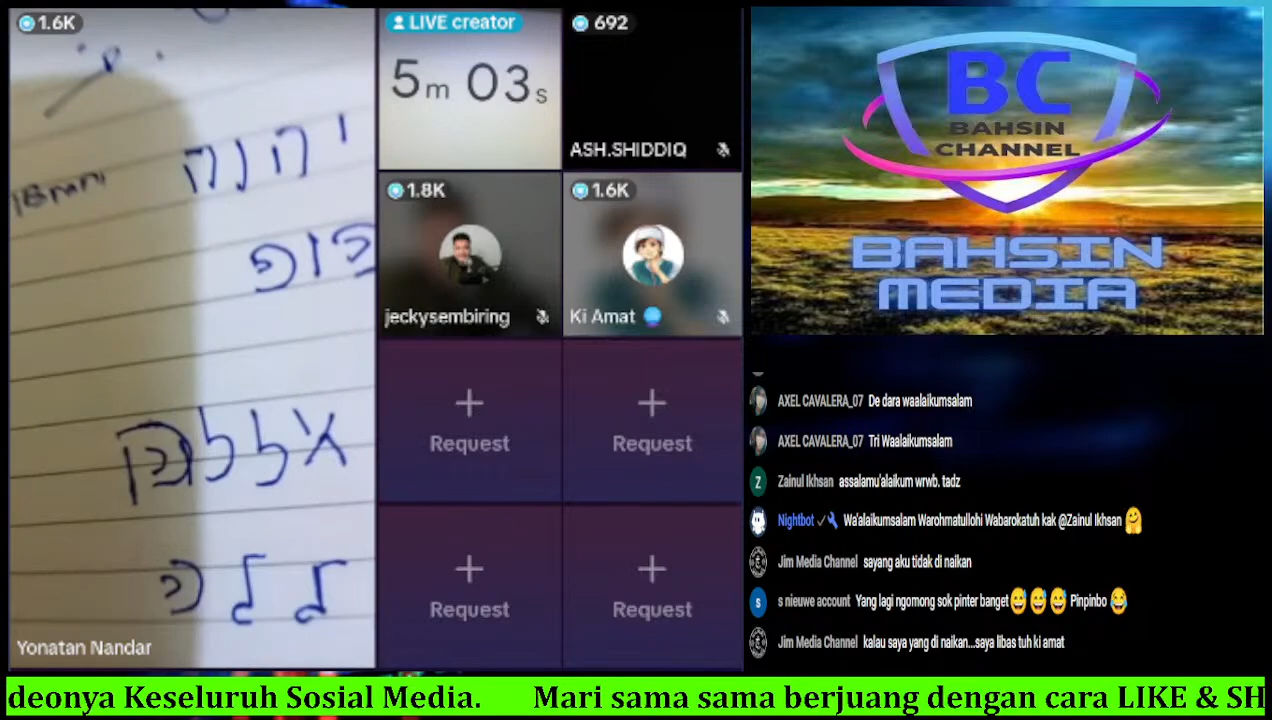 1.6K
Yonatan Nandar
LIVE creator
5m 03s
692
ASH.SHIDDIQ
1.8K
jeckysembiring
1.6K
Ki Amat
Request
Request
Request
Request
BC
BAHSIN
CHANNEL
BAHSIN
MEDIA
AXEL CAVALERA_07 De dara waalaikumsalam
AXEL CAVALERA_07 Tri Waalaikumsalam
Z Zainul Ikhsan assalamu'alaikum wrwb. tadz
Nightbot Wa'alaikumsalam Warohmatullohi Wabarokatuh kak @Zainul Ikhsan 🤗
Jim Media Channel sayang aku tidak di naikan
s s nieuwe account Yang lagi ngomong sok pinter banget😅😅😅 Pinpinbo😂
Jim Media Channel kalau saya yang di naikan...saya libas tuh ki amat
deonya Keseluruh Sosial Media. Mari sama sama berjuang dengan cara LIKE & SH